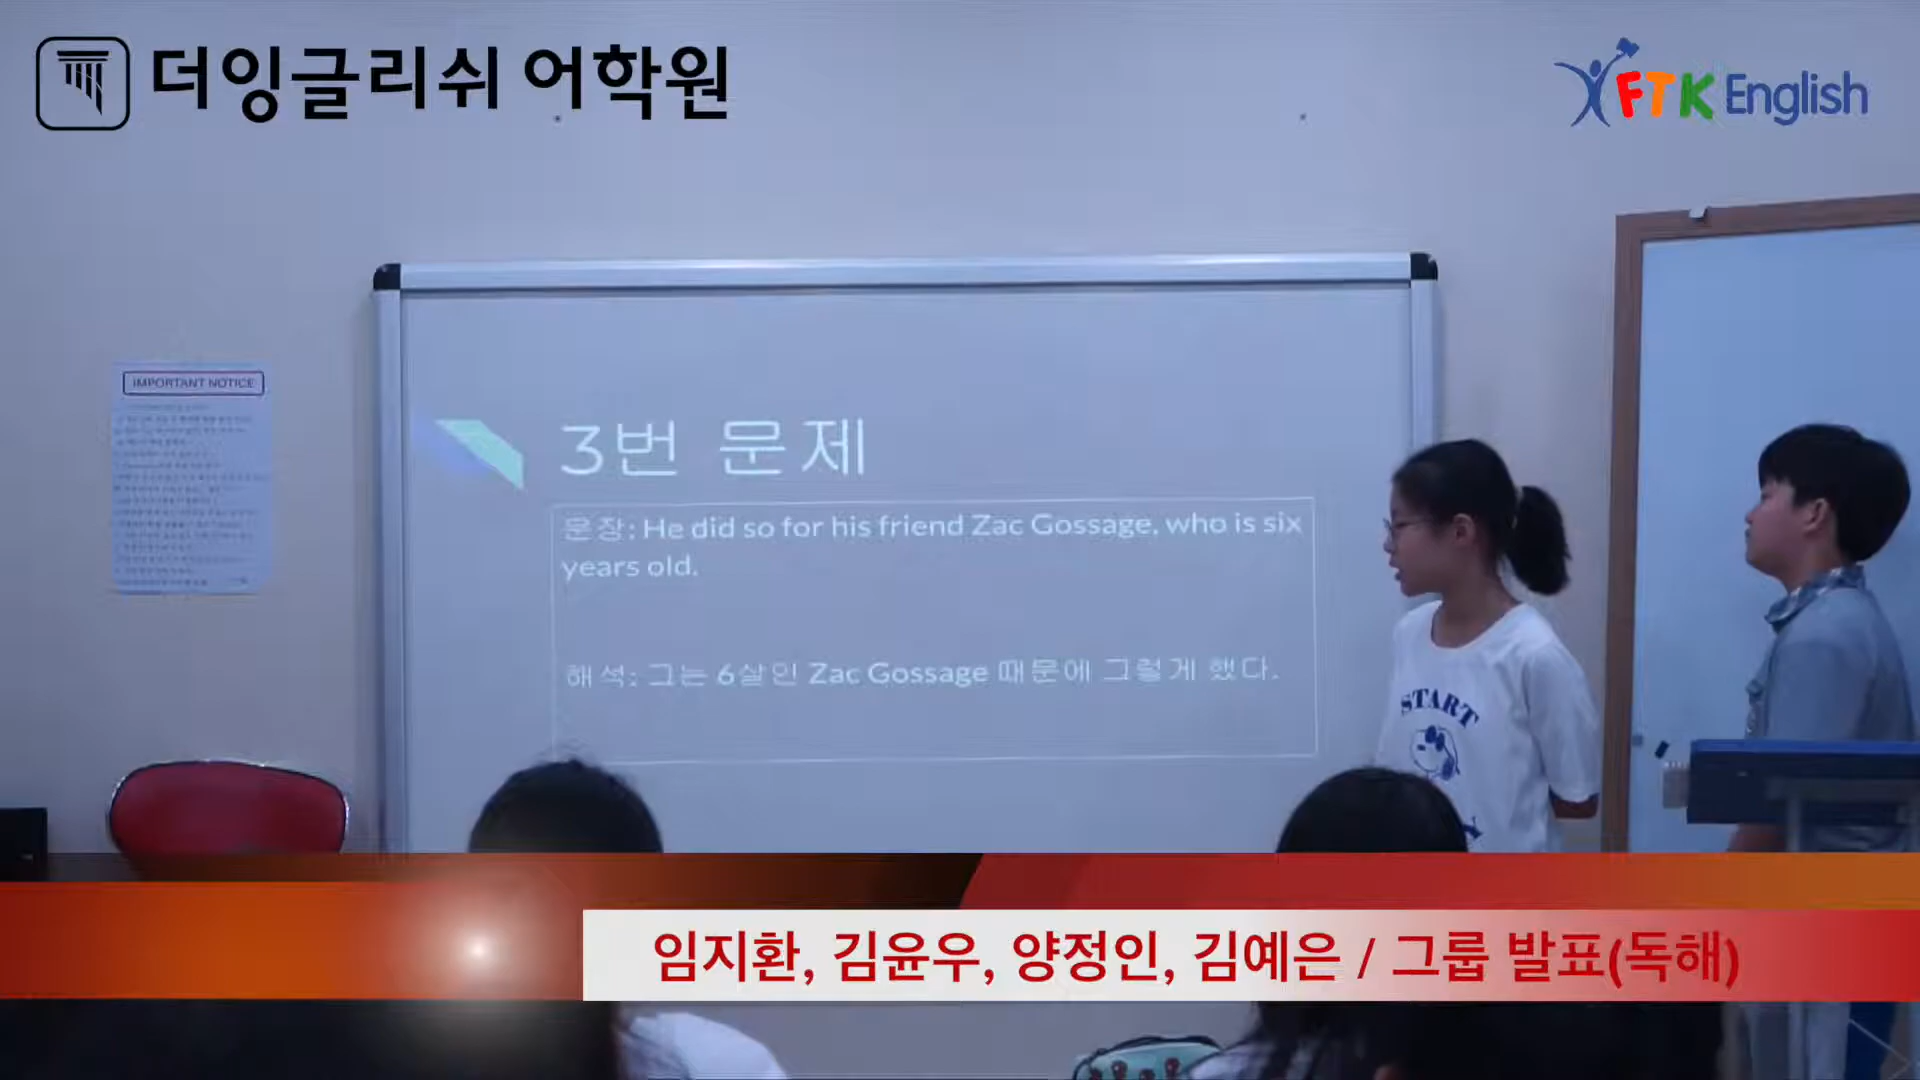 더잉글리쉬 어학원
FTK English
IMPORTANT NOTICE
3번 문제
문장: He did so for his friend Zac Gossage, who is six
years old.
해석: 그는 6살인 Zac Gossage 때문에 그렇게 했다.
START
임지환, 김윤우, 양정인, 김예은 / 그룹 발표(독해)